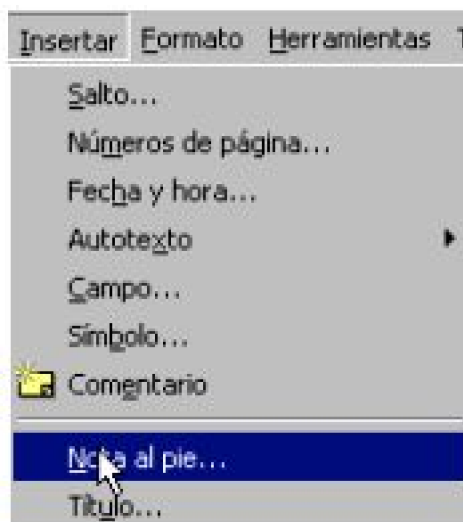 Insertar Formato Herramientas
Salto...
Números de página...
Fecha y hora...
Autotexto
Campo...
Símbolo...
Comentario
Nota al pie...
Título...